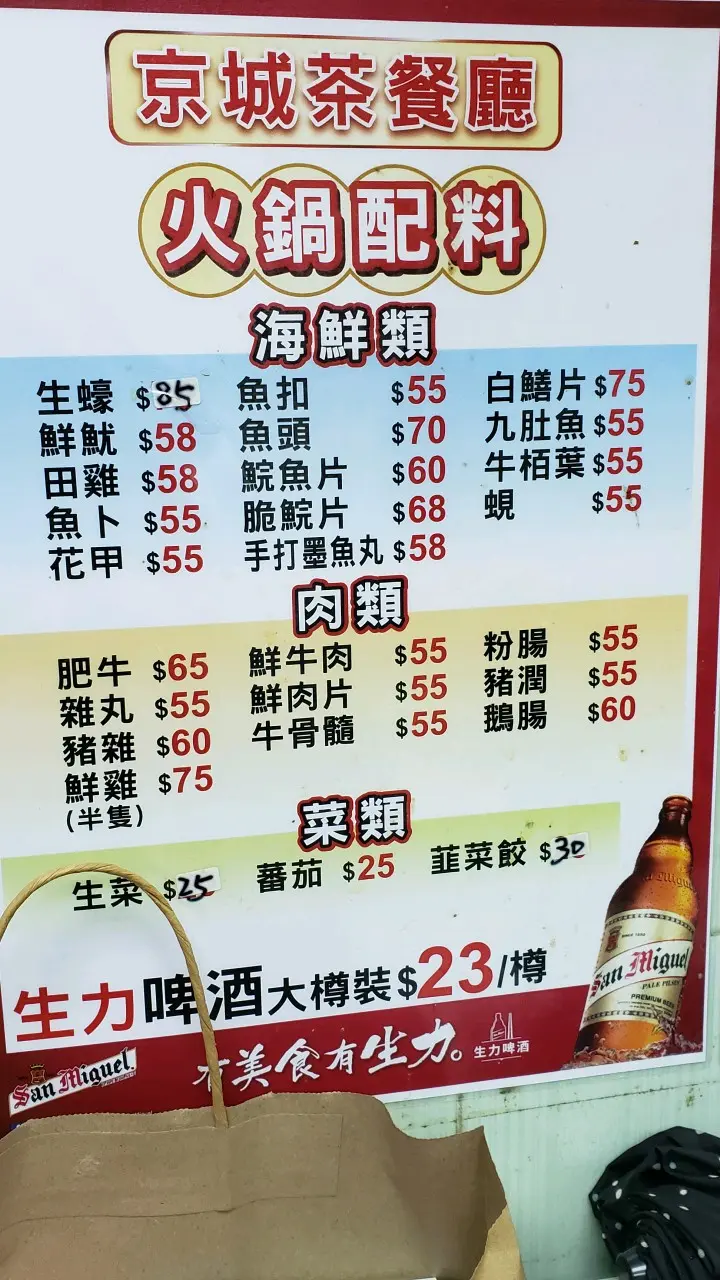 京城茶餐廳
火鍋配料
海鮮類
生蠔 $85 魚扣 $55 白鱔片 $75
鮮魷 $58 魚頭 $70 九肚魚 $55
田雞 $58 鯇魚片 $60 牛栢葉 $55
魚卜 $55 脆鯇片 $68 蜆 $55
花甲 $55 手打墨魚丸 $58
肉類
肥牛 $65 鮮牛肉 $55 粉腸 $55
雜丸 $55 鮮肉片 $55 豬潤 $55
豬雜 $60 牛骨髓 $55 鵝腸 $60
鮮雞 $75
(半隻)
菜類
生菜 $25 蕃茄 $25 韮菜餃 $30
生力啤酒大樽裝$23/樽
San Miguel
PALE PILSEN
PREMIUM BEER
San Miguel
有美食有生力。
生力啤酒